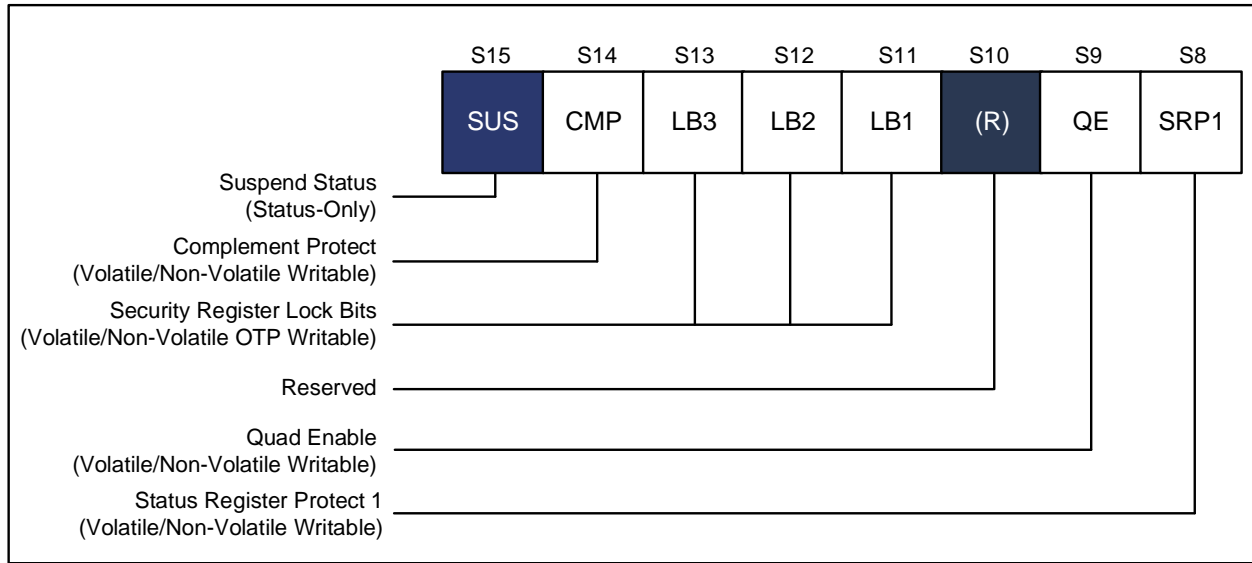 S15 S14 S13 S12 S11 S10 S9 S8
SUS CMP LB3 LB2 LB1 (R) QE SRP1
Suspend Status
(Status-Only)
Complement Protect
(Volatile/Non-Volatile Writable)
Security Register Lock Bits
(Volatile/Non-Volatile OTP Writable)
Reserved
Quad Enable
(Volatile/Non-Volatile Writable)
Status Register Protect 1
(Volatile/Non-Volatile Writable)